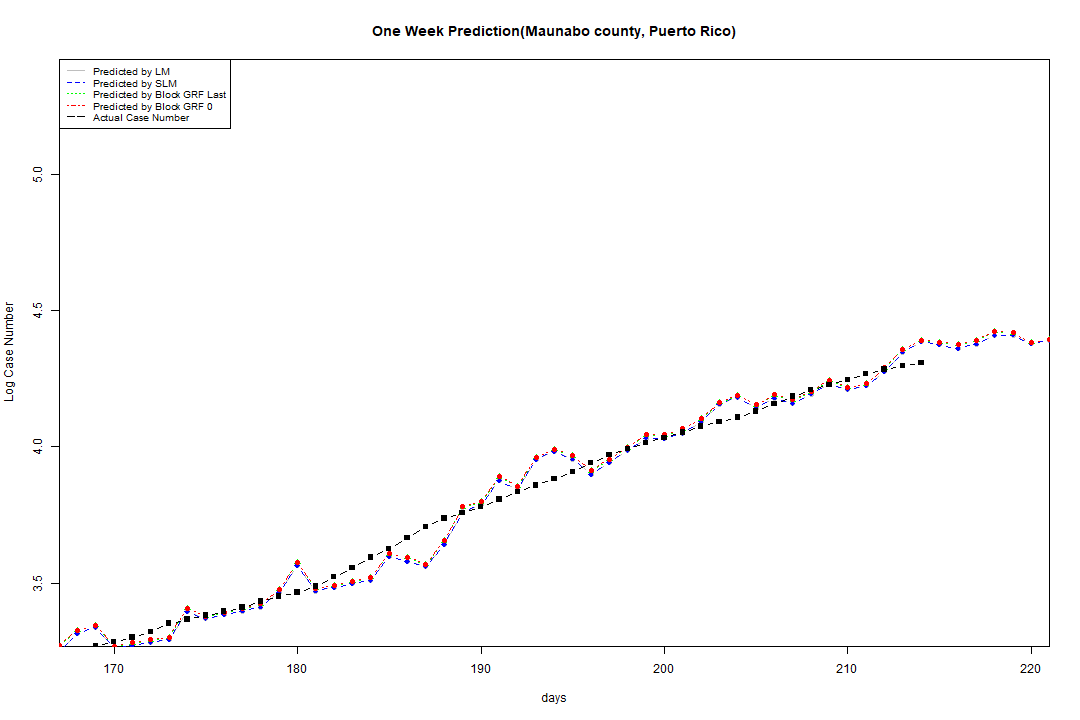 One Week Prediction(Maunabo county, Puerto Rico)
Predicted by LM
Predicted by SLM
Predicted by Block GRF Last
Predicted by Block GRF 0
Actual Case Number
5.0
4.5
4.0
3.5
Log Case Number
170 180 190 200 210 220
days